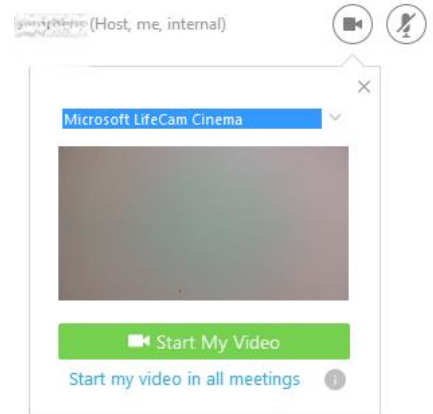 (Host, me, internal)
Microsoft LifeCam Cinema
Start My Video
Start my video in all meetings